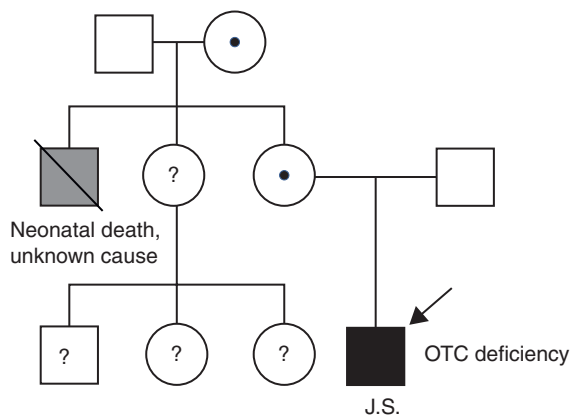 ?
Neonatal death,
unknown cause
?
?
?
OTC deficiency
J.S.